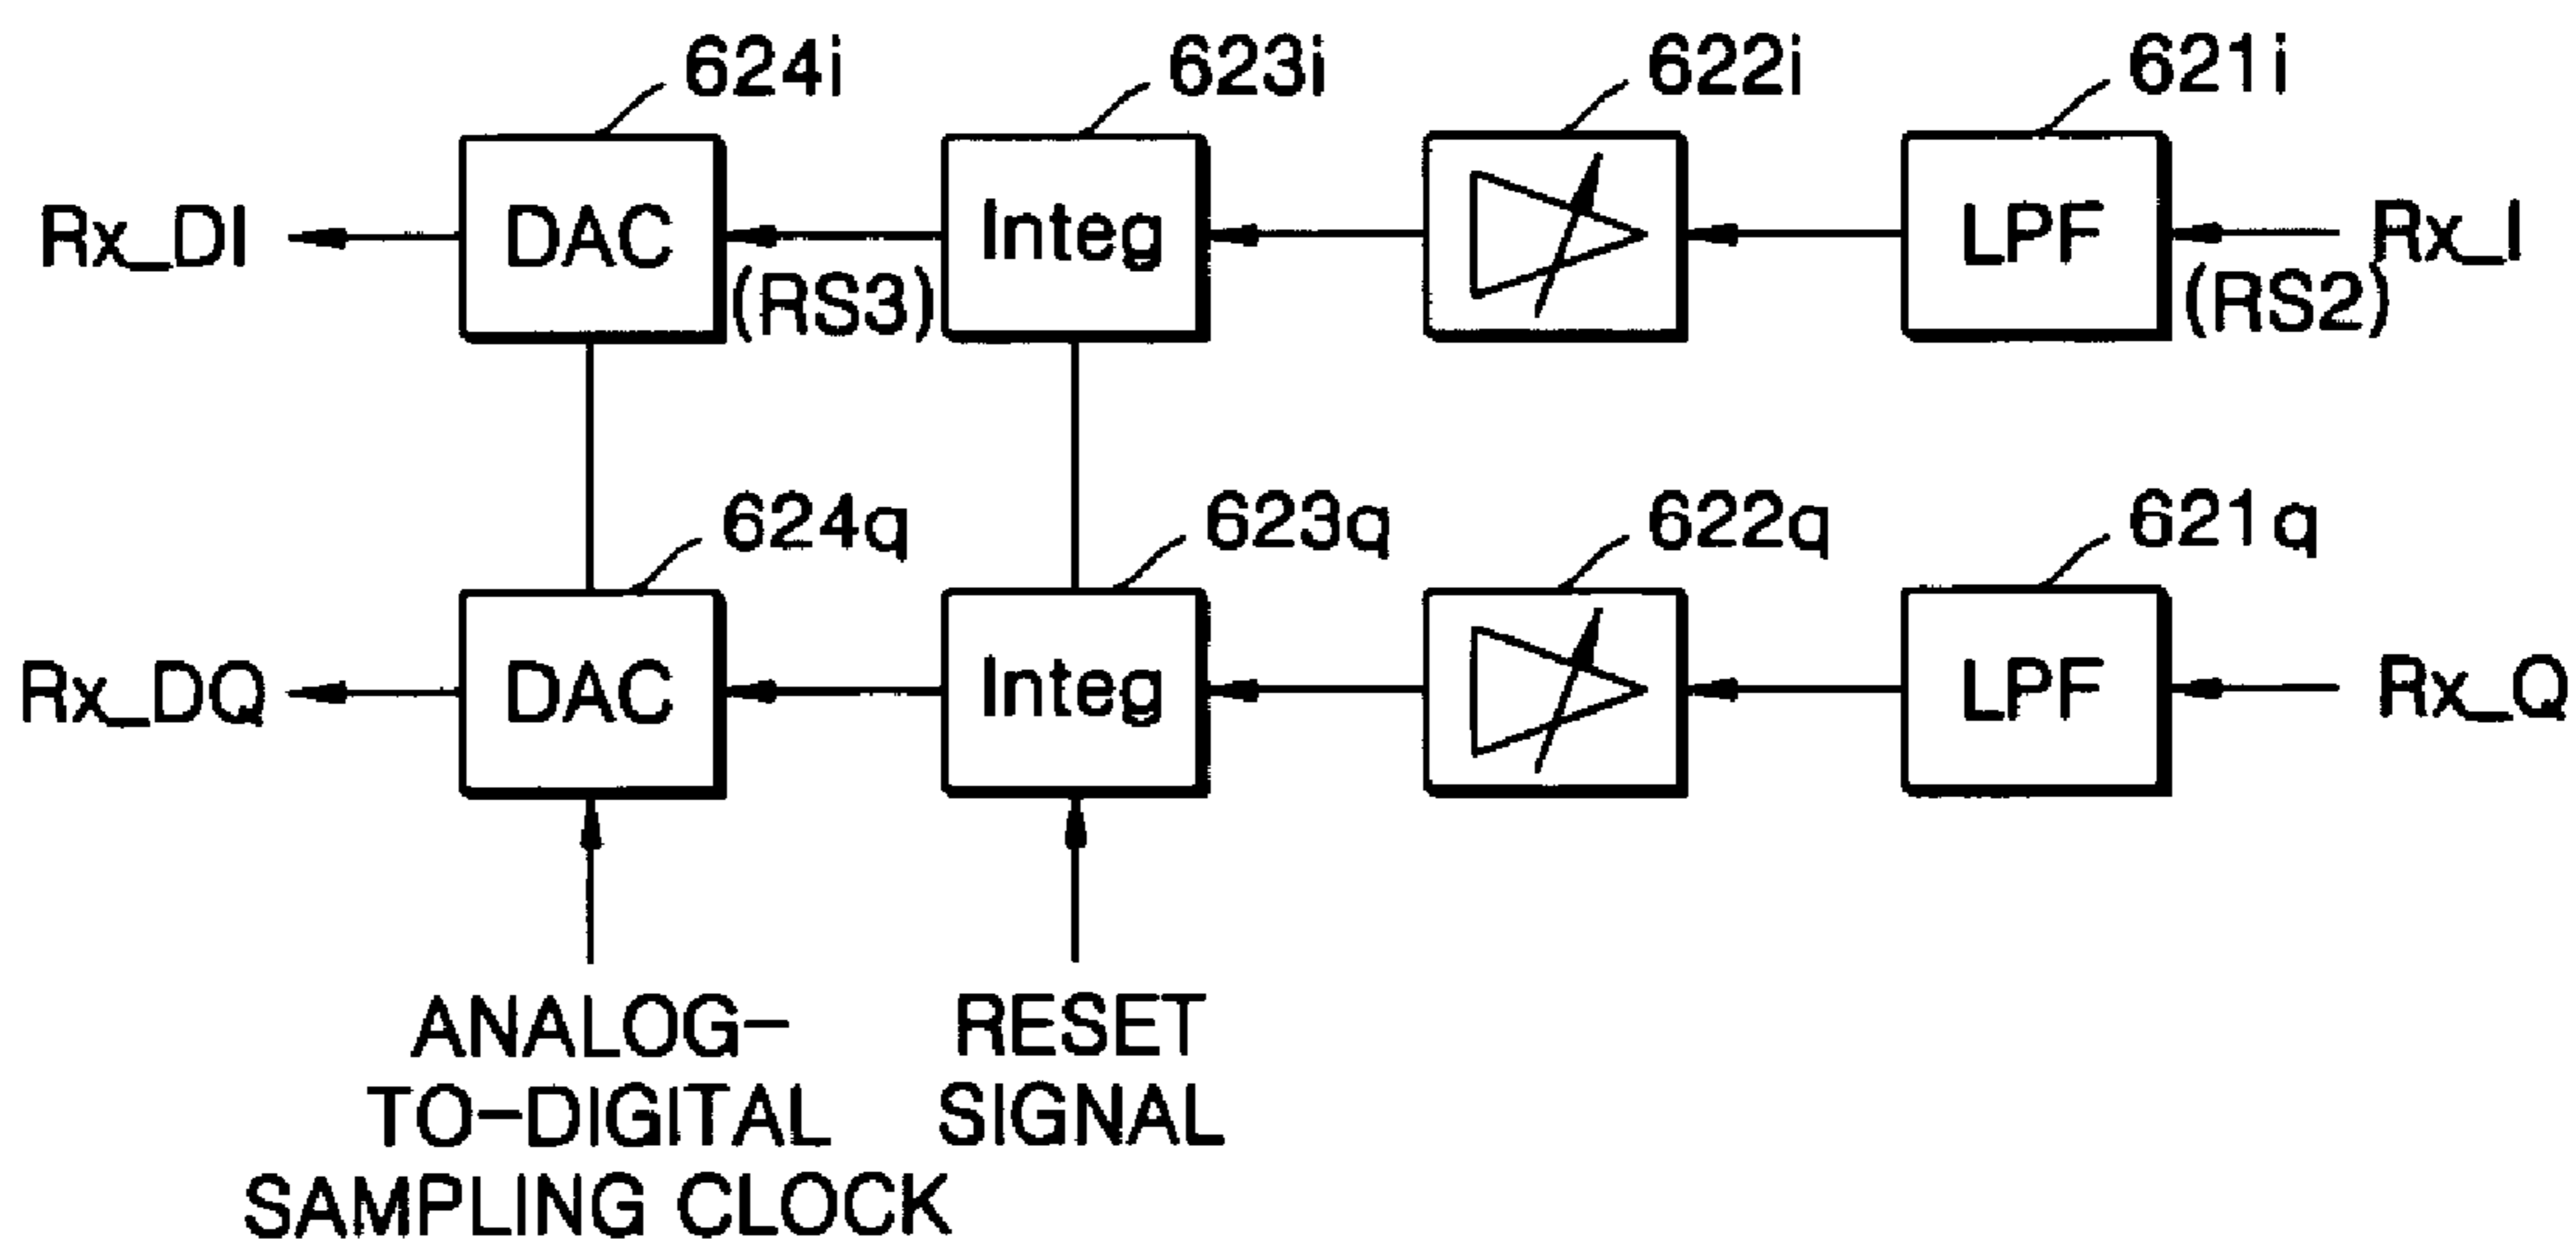 624i 623i 622i 621i
Rx_DI DAC Integ LPF Rx_I
(RS3) (RS2)
624q 623q 622q 621q
Rx_DQ DAC Integ LPF Rx_Q
ANALOG-
TO-DIGITAL
SAMPLING CLOCK
RESET
SIGNAL